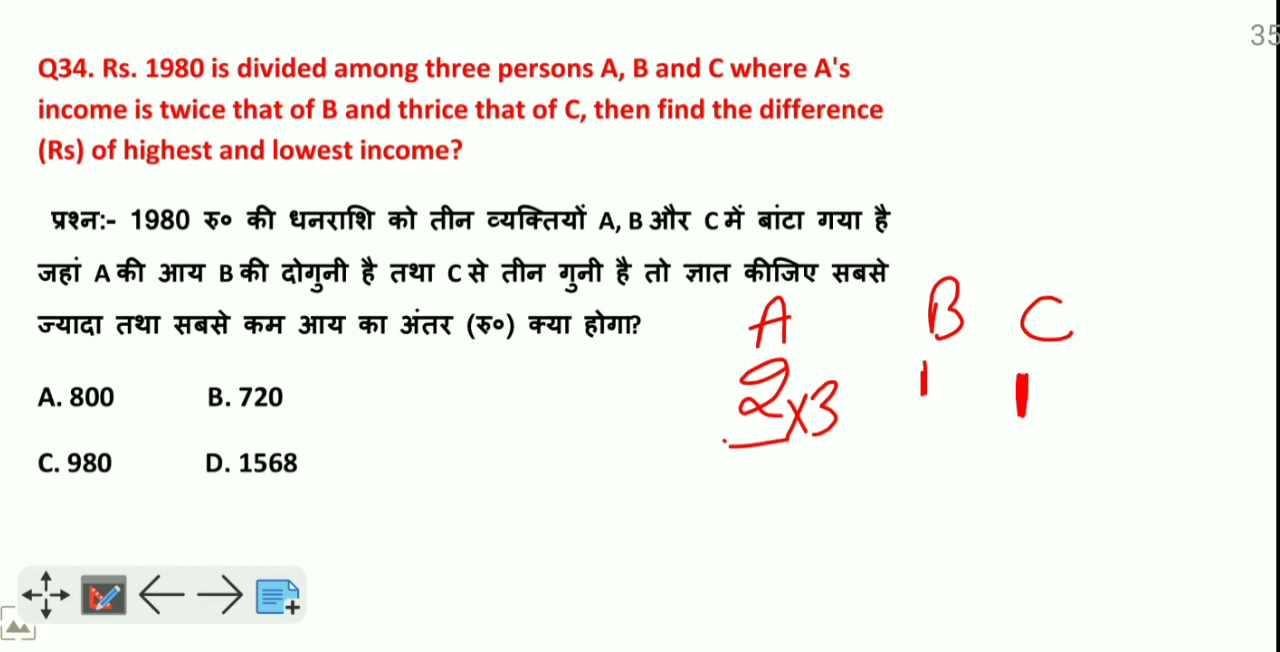 35
Q34. Rs. 1980 is divided among three persons A, B and C where A's
income is twice that of B and thrice that of C, then find the difference
(Rs) of highest and lowest income?
प्रश्न:- 1980 रु० की धनराशि को तीन व्यक्तियों A, B और C में बांटा गया है
जहां A की आय B की दोगुनी है तथा C से तीन गुनी है तो ज्ञात कीजिए सबसे
ज्यादा तथा सबसे कम आय का अंतर (रु०) क्या होगा?
A B C
2x3 1 1
A. 800 B. 720
C. 980 D. 1568